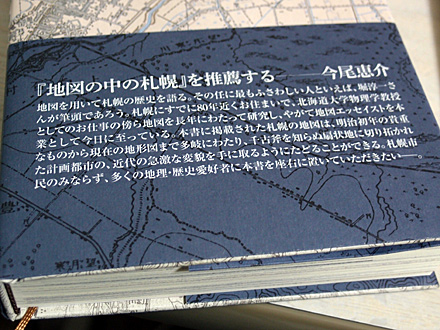 『地図の中の札幌』を推薦する――今尾恵介
地図を用いて札幌の歴史を語る。その任に最もふさわしい人といえば、堀淳一さ
んが筆頭であろう。札幌にすでに80年近くお住まいで、北海道大学物理学教授
としてのお仕事の傍ら地図を長年にわたって研究し、やがて地図エッセイストを本
業として今日に至っている。本書に掲載された札幌の地図は、明治初年の貴重
なものから現在の地形図まで多岐にわたり、千古斧を知らぬ扇状地に切り拓かれ
た計画都市の、近代の急激な変貌を手に取るようにたどることができる。札幌市
民のみならず、多くの地理・歴史愛好者に本書を座右に置いていただきたい―。